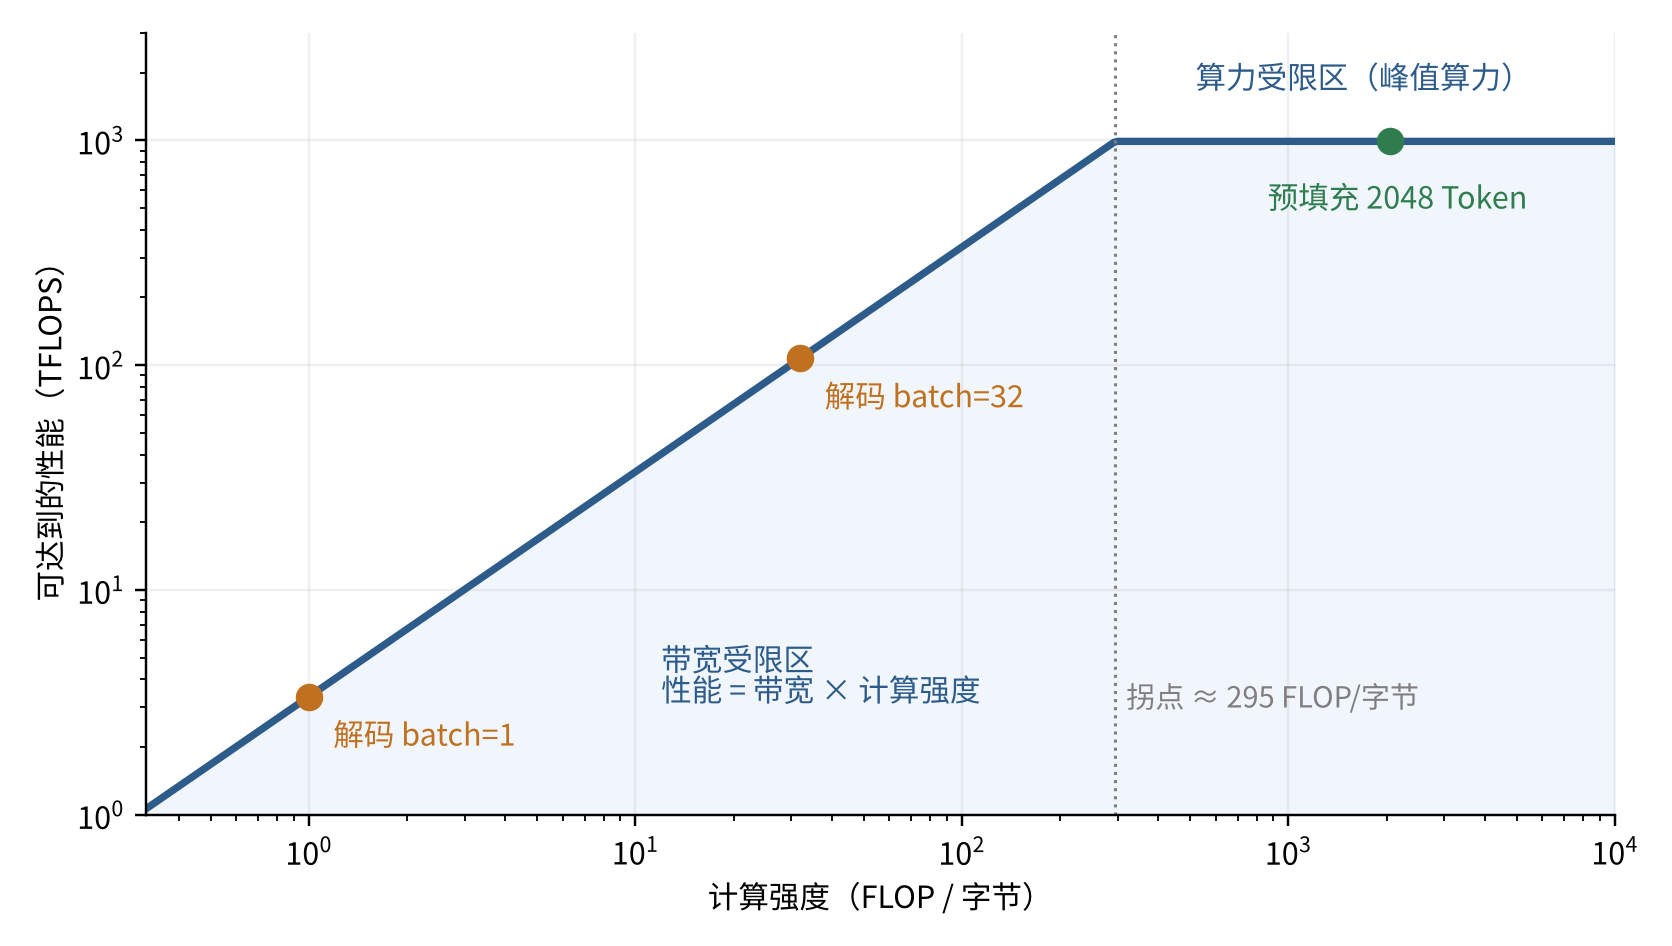 算力受限区（峰值算力）
10³
预填充 2048 Token
可达到的性能（TFLOPS）
10²
解码 batch=32
10¹
带宽受限区
性能 = 带宽 × 计算强度
拐点 ≈ 295 FLOP/字节
解码 batch=1
10⁰
10⁰
10¹
10²
10³
10⁴
计算强度（FLOP / 字节）